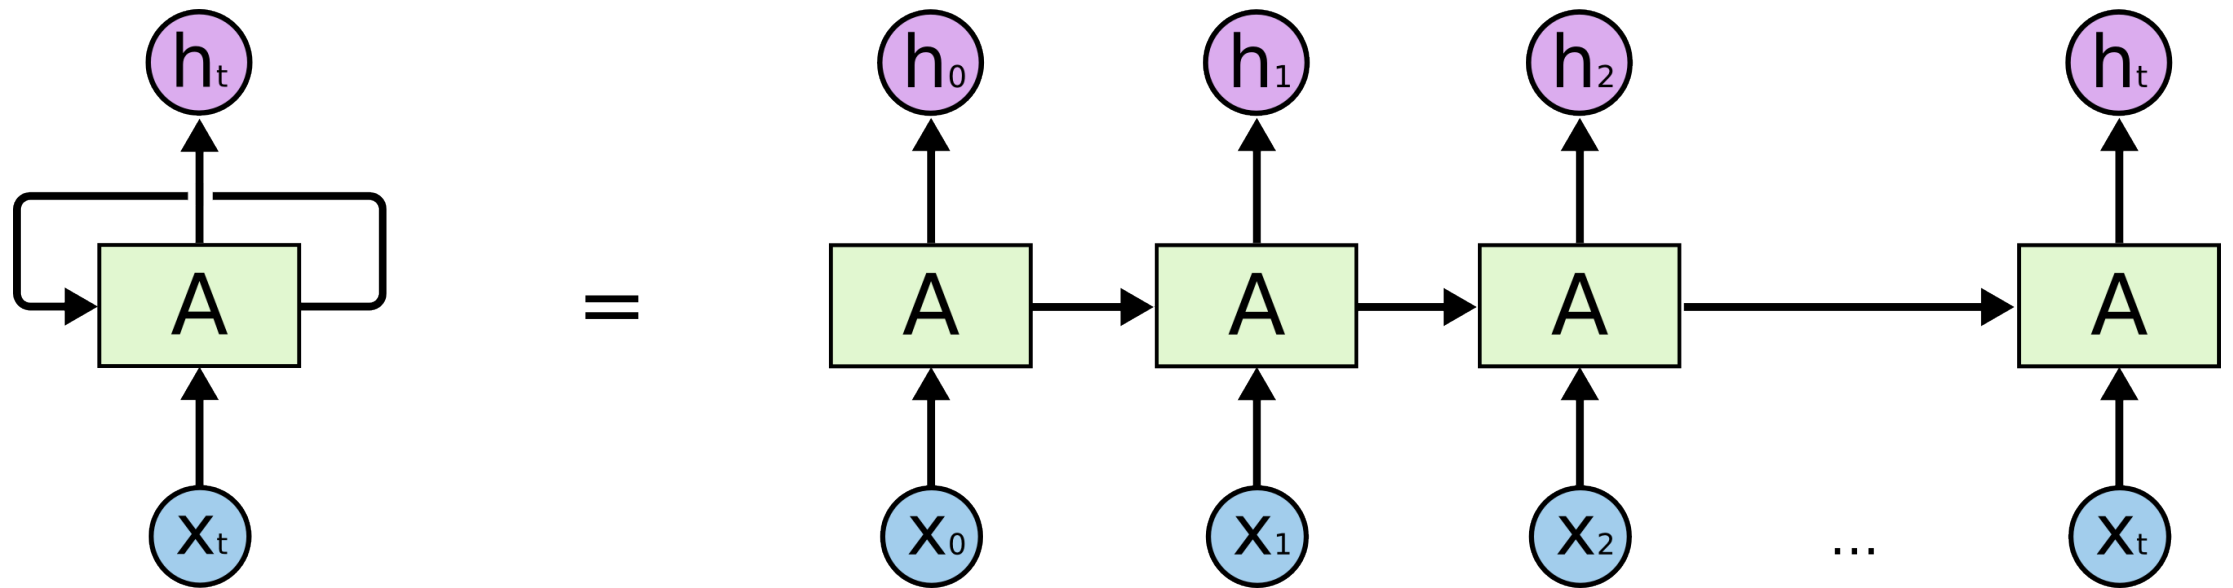 hₜ h₀ h₁ h₂ hₜ
A = A A A A
xₜ x₀ x₁ x₂ ... xₜ